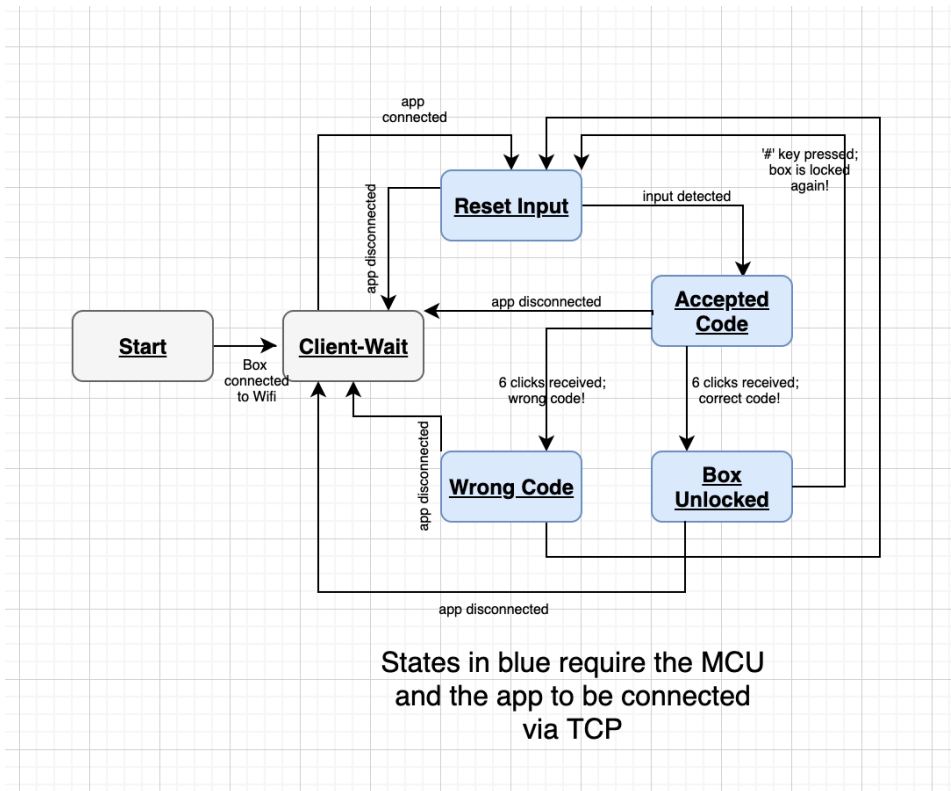 app
connected
'#' key pressed;
box is locked
again!
Reset Input
input detected
app disconnected
Accepted
Code
app disconnected
Start
Client-Wait
Box
connected
to Wifi
6 clicks received;
wrong code!
6 clicks received;
correct code!
app disconnected
Wrong Code
Box
Unlocked
app disconnected
States in blue require the MCU
and the app to be connected
via TCP